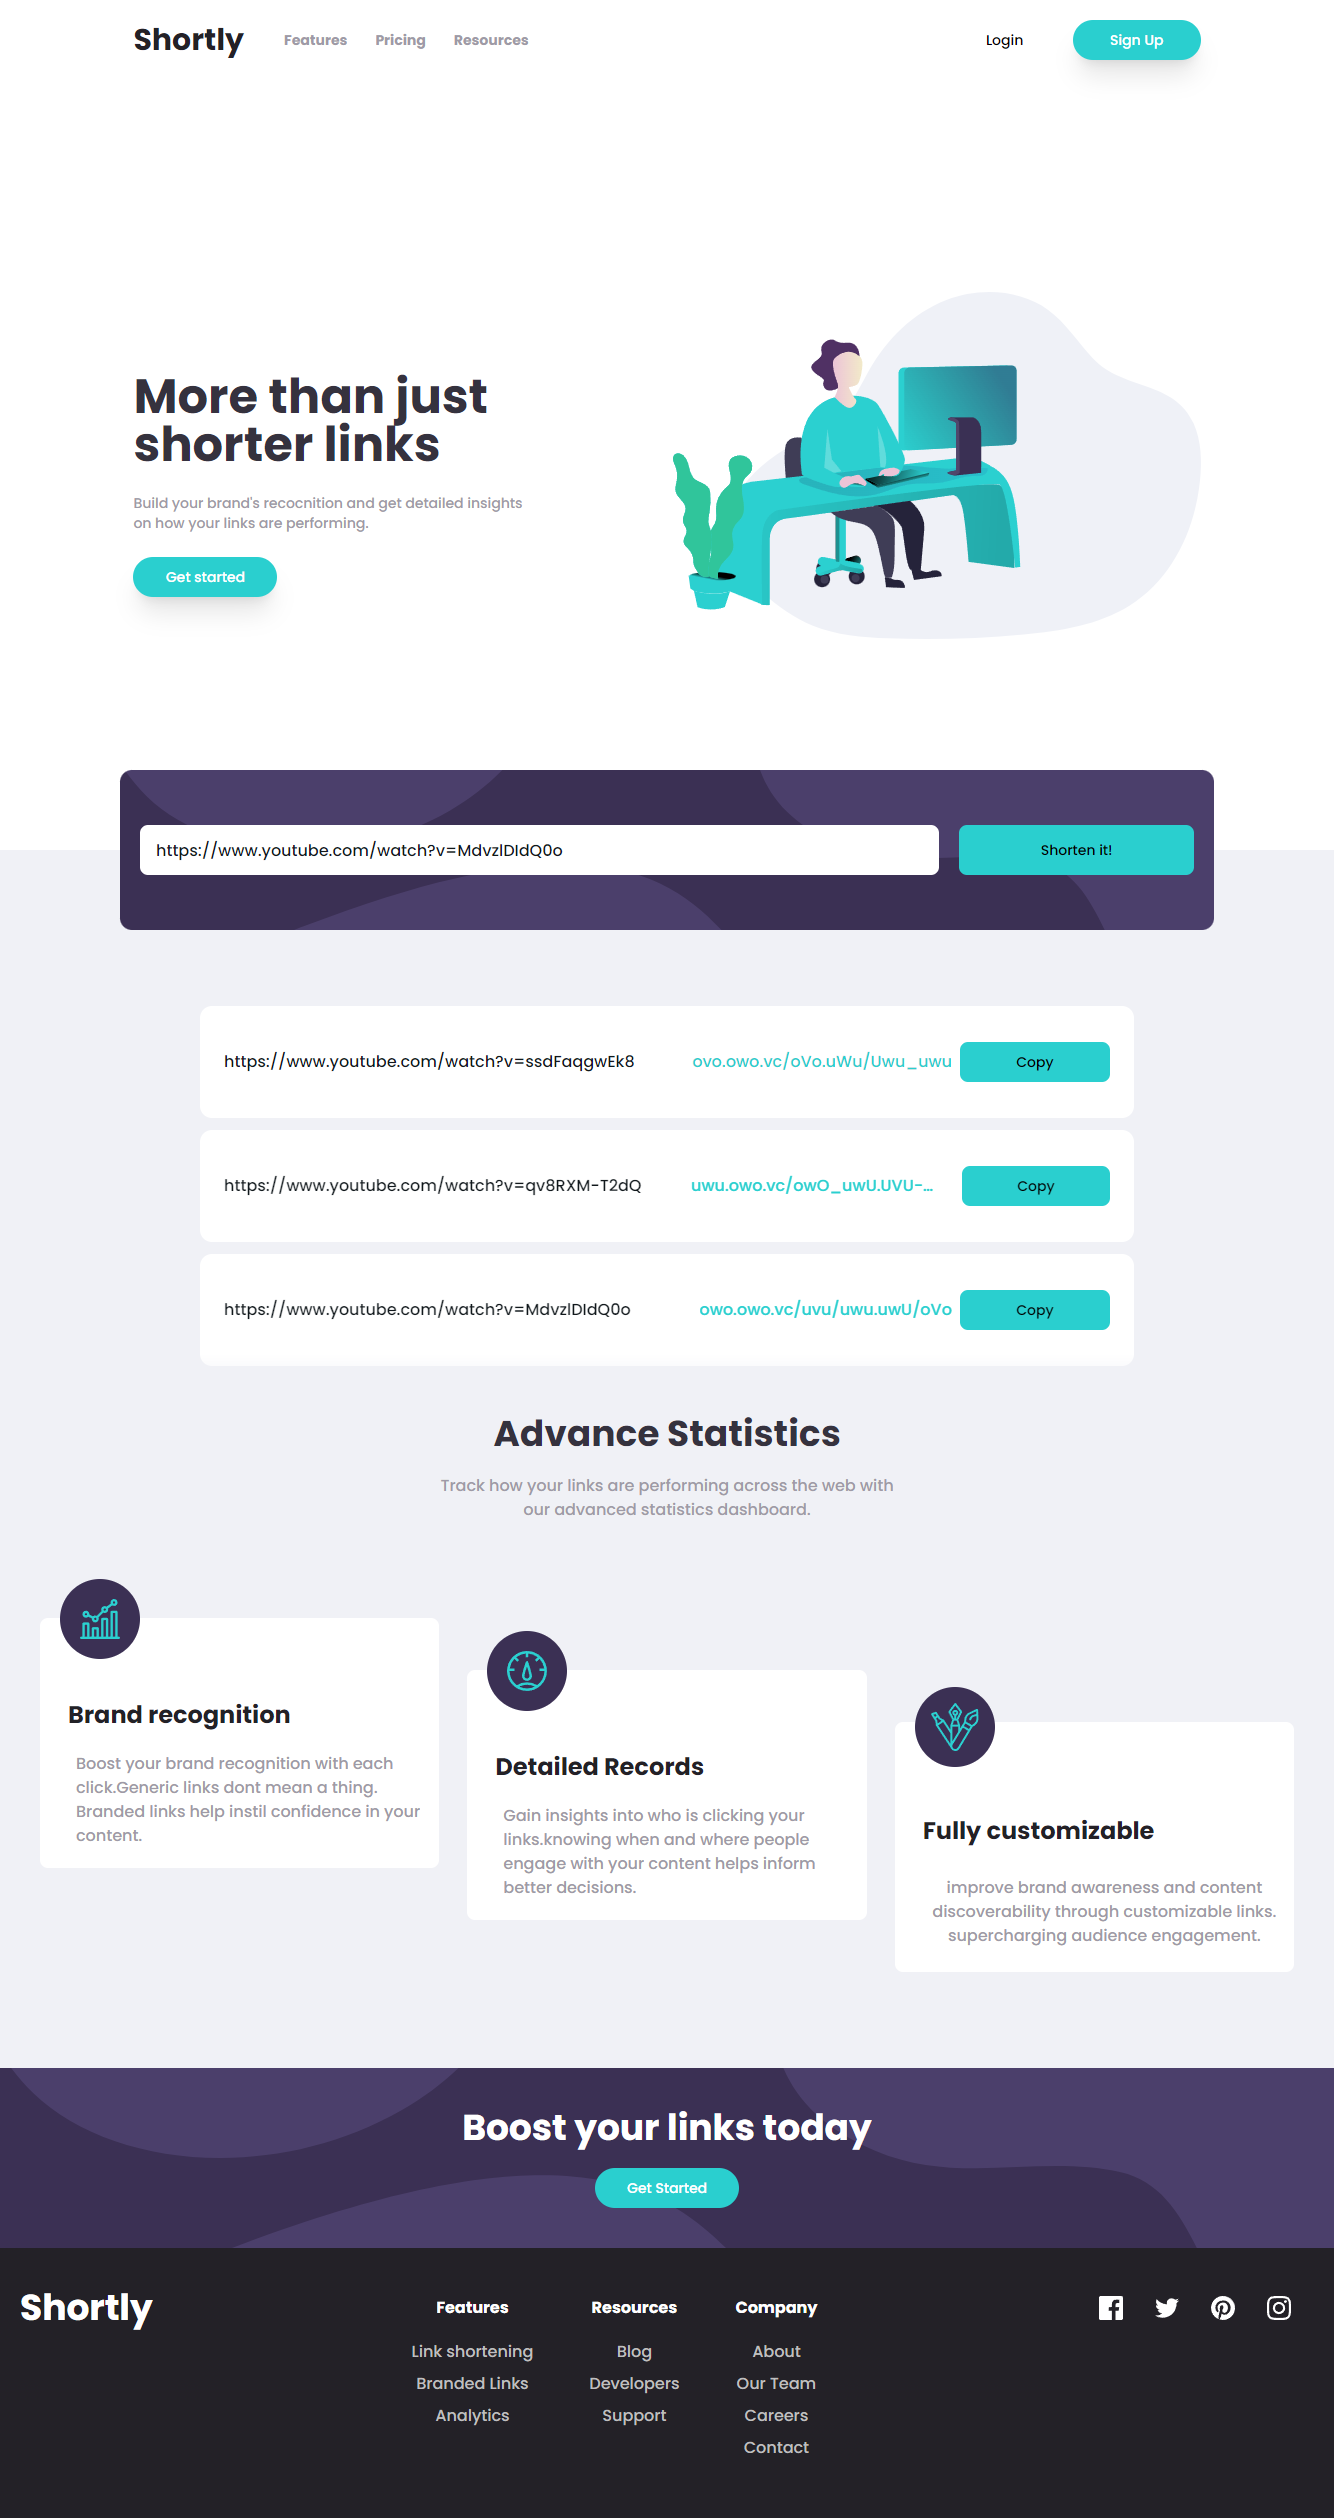 Shortly
Features
Pricing
Resources
Login
Sign Up
More than just
shorter links
Build your brand's recocnition and get detailed insights
on how your links are performing.
Get started
https://www.youtube.com/watch?v=MdvzlDIdQ0o
Shorten it!
https://www.youtube.com/watch?v=ssdFaqgwEk8
ovo.owo.vc/oVo.uWu/Uwu_uwu
Copy
https://www.youtube.com/watch?v=qv8RXM-T2dQ
uwu.owo.vc/owO_uwU.UVU-...
Copy
https://www.youtube.com/watch?v=MdvzlDIdQ0o
owo.owo.vc/uvu/uwu.uwU/oVo
Copy
Advance Statistics
Track how your links are performing across the web with
our advanced statistics dashboard.
Brand recognition
Boost your brand recognition with each
click.Generic links dont mean a thing.
Branded links help instil confidence in your
content.
Detailed Records
Gain insights into who is clicking your
links.knowing when and where people
engage with your content helps inform
better decisions.
Fully customizable
improve brand awareness and content
discoverability through customizable links.
supercharging audience engagement.
Boost your links today
Get Started
Shortly
Features
Link shortening
Branded Links
Analytics
Resources
Blog
Developers
Support
Company
About
Our Team
Careers
Contact